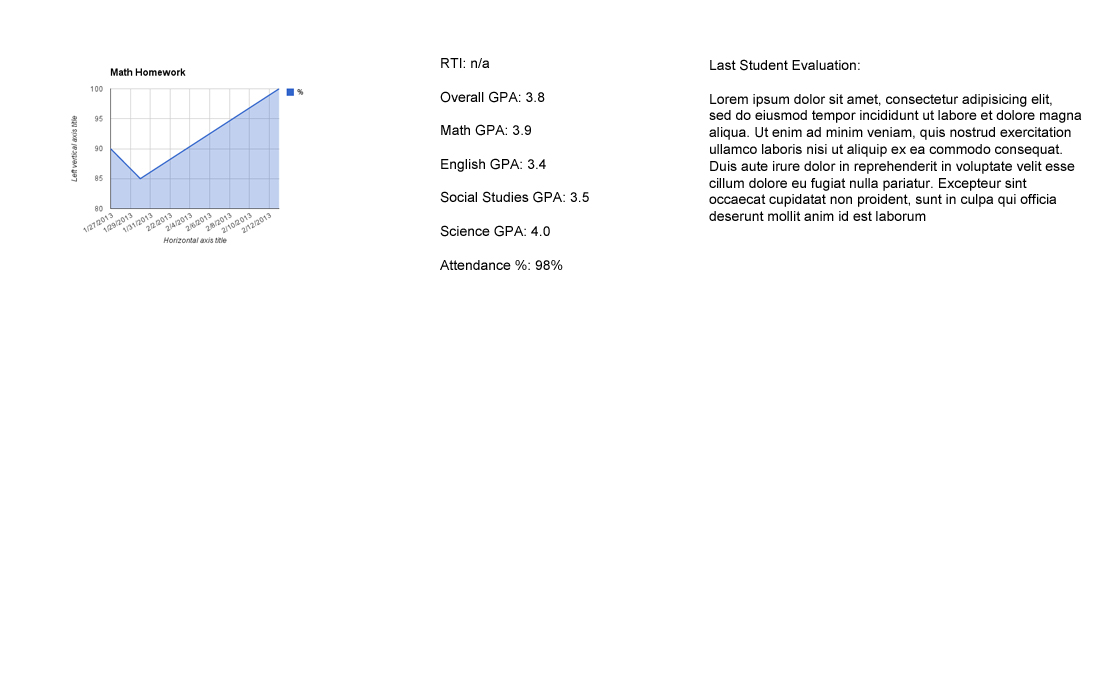 Math Homework
100
95
90
85
80
Left vertical axis title
1/27/2013
1/29/2013
1/31/2013
2/2/2013
2/4/2013
2/6/2013
2/8/2013
2/10/2013
2/12/2013
Horizontal axis title
%
RTI: n/a
Overall GPA: 3.8
Math GPA: 3.9
English GPA: 3.4
Social Studies GPA: 3.5
Science GPA: 4.0
Attendance %: 98%
Last Student Evaluation:
Lorem ipsum dolor sit amet, consectetur adipisicing elit,
sed do eiusmod tempor incididunt ut labore et dolore magna
aliqua. Ut enim ad minim veniam, quis nostrud exercitation
ullamco laboris nisi ut aliquip ex ea commodo consequat.
Duis aute irure dolor in reprehenderit in voluptate velit esse
cillum dolore eu fugiat nulla pariatur. Excepteur sint
occaecat cupidatat non proident, sunt in culpa qui officia
deserunt mollit anim id est laborum